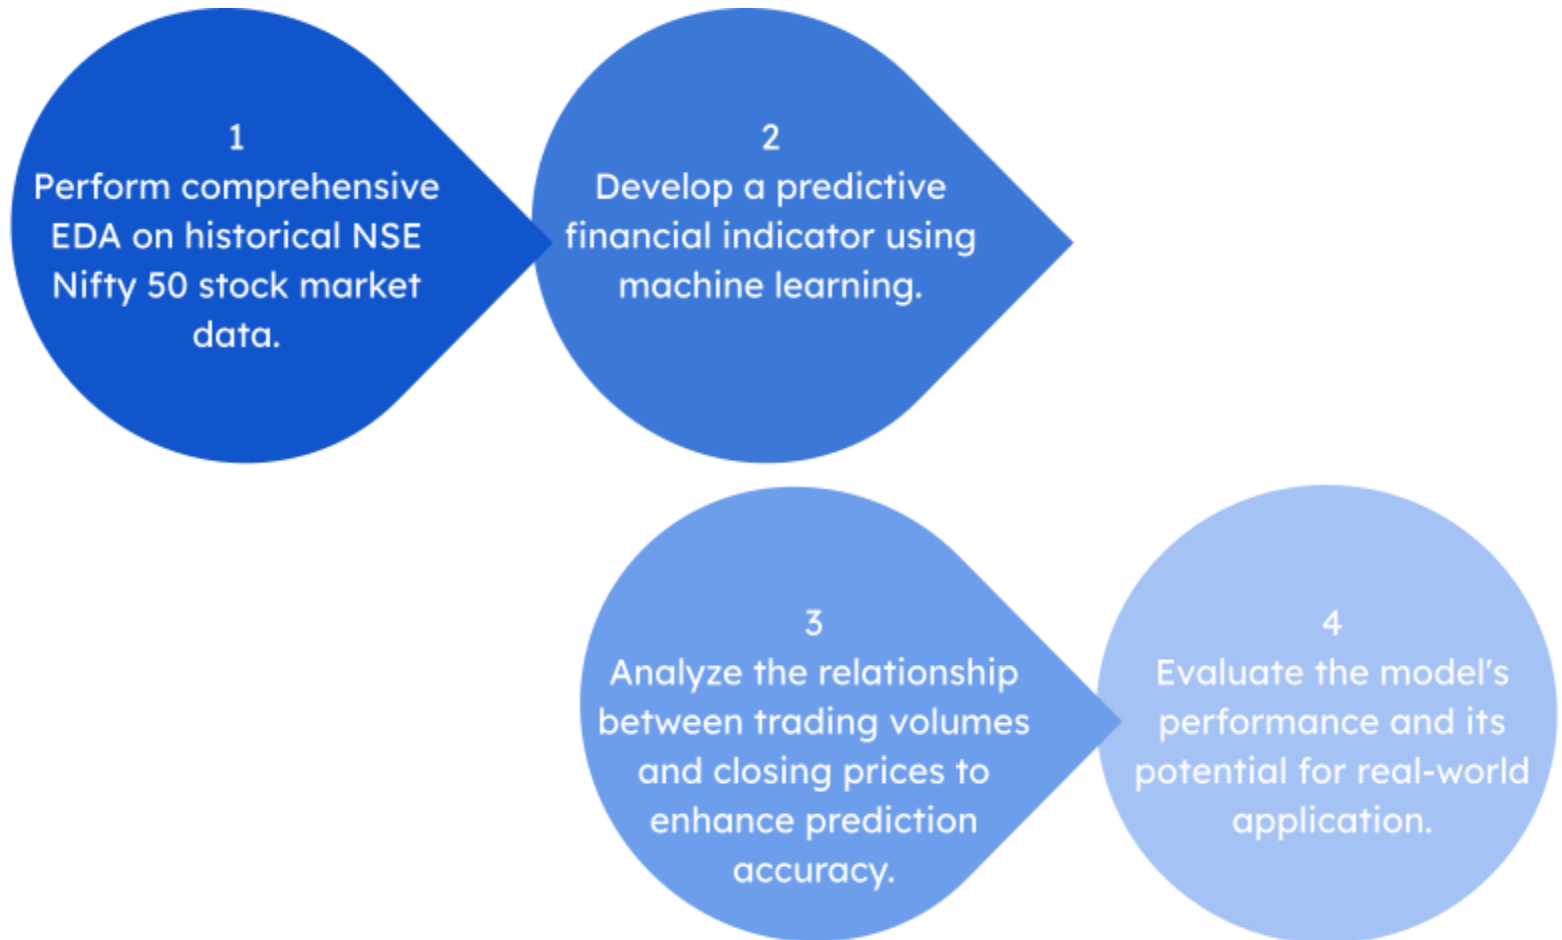 1
Perform comprehensive
EDA on historical NSE
Nifty 50 stock market
data.
2
Develop a predictive
financial indicator using
machine learning.
3
Analyze the relationship
between trading volumes
and closing prices to
enhance prediction
accuracy.
4
Evaluate the model's
performance and its
potential for real-world
application.